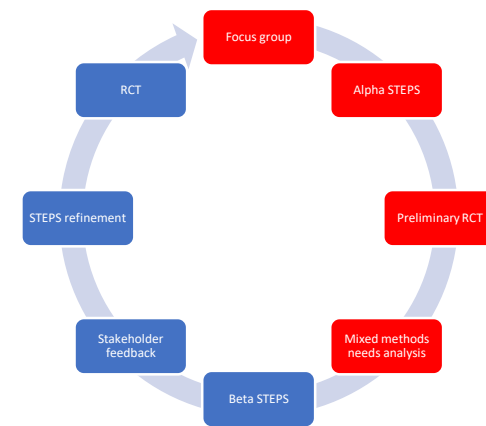 Focus group
Alpha STEPS
Preliminary RCT
Mixed methods
needs analysis
Beta STEPS
Stakeholder
feedback
STEPS refinement
RCT